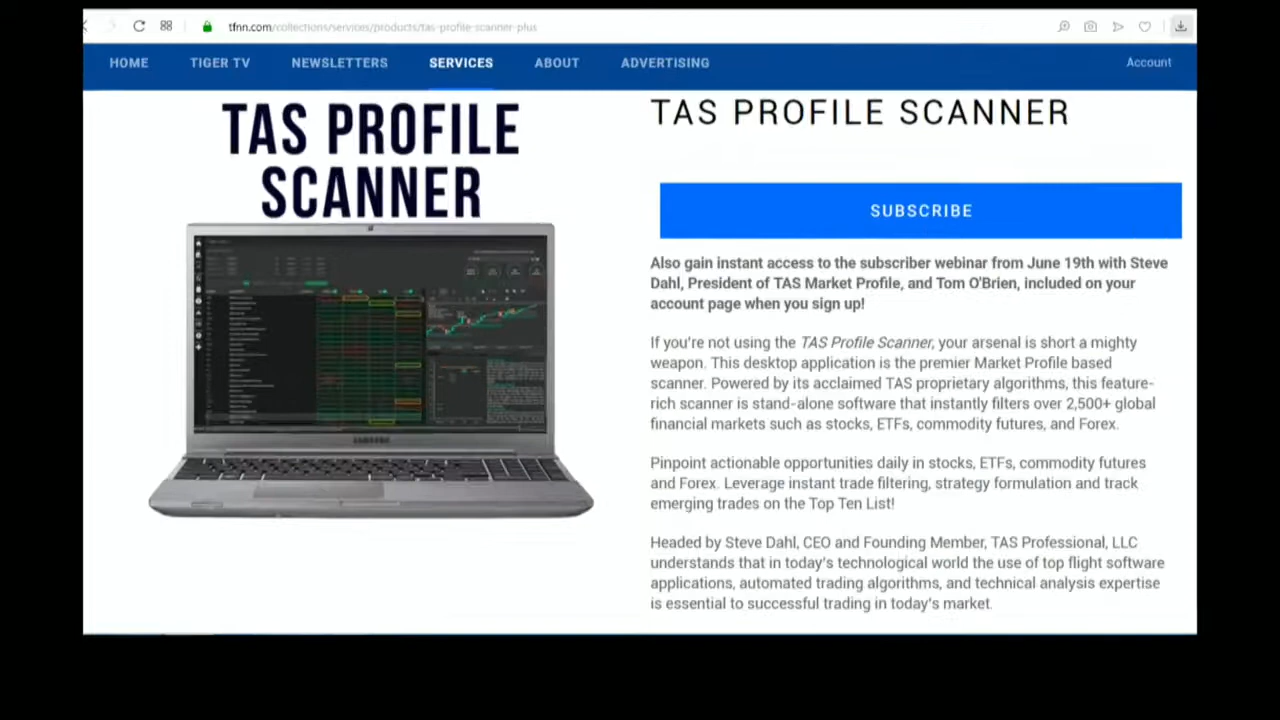 tfnn.com/collections/services/products/tas-profile-scanner-plus
HOME TIGER TV NEWSLETTERS SERVICES ABOUT ADVERTISING Account
TAS PROFILE
SCANNER
SAMSUNG
TAS PROFILE SCANNER
SUBSCRIBE
Also gain instant access to the subscriber webinar from June 19th with Steve
Dahl, President of TAS Market Profile, and Tom O'Brien, included on your
account page when you sign up!
If you're not using the TAS Profile Scanner, your arsenal is short a mighty
weapon. This desktop application is the premier Market Profile based
scanner. Powered by its acclaimed TAS proprietary algorithms, this feature-
rich scanner is stand-alone software that instantly filters over 2,500+ global
financial markets such as stocks, ETFs, commodity futures, and Forex.
Pinpoint actionable opportunities daily in stocks, ETFs, commodity futures
and Forex. Leverage instant trade filtering, strategy formulation and track
emerging trades on the Top Ten List!
Headed by Steve Dahl, CEO and Founding Member, TAS Professional, LLC
understands that in today's technological world the use of top flight software
applications, automated trading algorithms, and technical analysis expertise
is essential to successful trading in today's market.